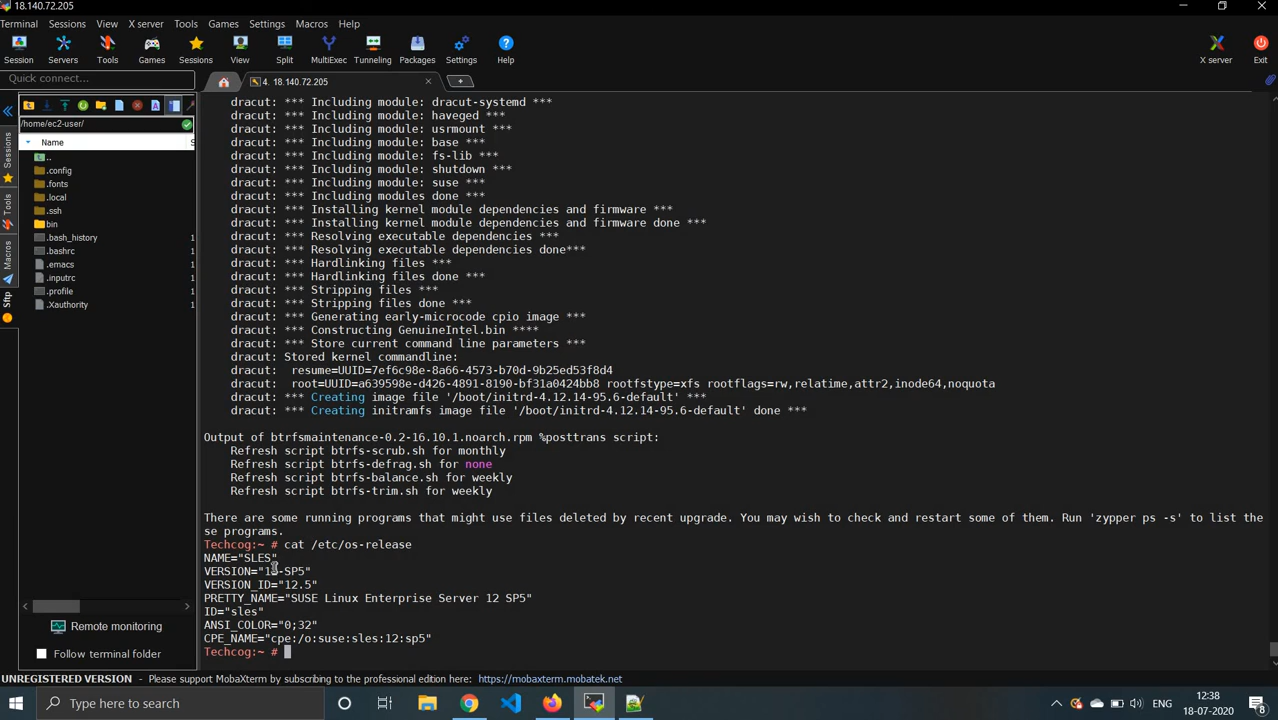 18.140.72.205
Terminal Sessions View X server Tools Games Settings Macros Help
Session Servers Tools Games Sessions View Split MultiExec Tunneling Packages Settings Help X server Exit
Quick connect...
4. 18.140.72.205
/home/ec2-user/
Name S
..
.config
.fonts
.local
.ssh
bin
.bash_history 1
.bashrc 1
.emacs 1
.inputrc 1
.profile 1
.Xauthority 1
Sessions
Tools
Macros
Sftp
Remote monitoring
Follow terminal folder
dracut: *** Including module: dracut-systemd ***
dracut: *** Including module: haveged ***
dracut: *** Including module: usrmount ***
dracut: *** Including module: base ***
dracut: *** Including module: fs-lib ***
dracut: *** Including module: shutdown ***
dracut: *** Including module: suse ***
dracut: *** Including modules done ***
dracut: *** Installing kernel module dependencies and firmware ***
dracut: *** Installing kernel module dependencies and firmware done ***
dracut: *** Resolving executable dependencies ***
dracut: *** Resolving executable dependencies done***
dracut: *** Hardlinking files ***
dracut: *** Hardlinking files done ***
dracut: *** Stripping files ***
dracut: *** Stripping files done ***
dracut: *** Generating early-microcode cpio image ***
dracut: *** Constructing GenuineIntel.bin ****
dracut: *** Store current command line parameters ***
dracut: Stored kernel commandline:
dracut:  resume=UUID=7ef6c98e-8a66-4573-b70d-9b25ed53f8d4
dracut:  root=UUID=a639598e-d426-4891-8190-bf31a0424bb8 rootfstype=xfs rootflags=rw,relatime,attr2,inode64,noquota
dracut: *** Creating image file '/boot/initrd-4.12.14-95.6-default' ***
dracut: *** Creating initramfs image file '/boot/initrd-4.12.14-95.6-default' done ***
Output of btrfsmaintenance-0.2-16.10.1.noarch.rpm %posttrans script:
Refresh script btrfs-scrub.sh for monthly
Refresh script btrfs-defrag.sh for none
Refresh script btrfs-balance.sh for weekly
Refresh script btrfs-trim.sh for weekly
There are some running programs that might use files deleted by recent upgrade. You may wish to check and restart some of them. Run 'zypper ps -s' to list the
se programs.
Techcog:~ # cat /etc/os-release
NAME="SLES"
VERSION="12-SP5"
VERSION_ID="12.5"
PRETTY_NAME="SUSE Linux Enterprise Server 12 SP5"
ID="sles"
ANSI_COLOR="0;32"
CPE_NAME="cpe:/o:suse:sles:12:sp5"
Techcog:~ #
UNREGISTERED VERSION - Please support MobaXterm by subscribing to the professional edition here: https://mobaxterm.mobatek.net
Type here to search
ENG
12:38
18-07-2020
8